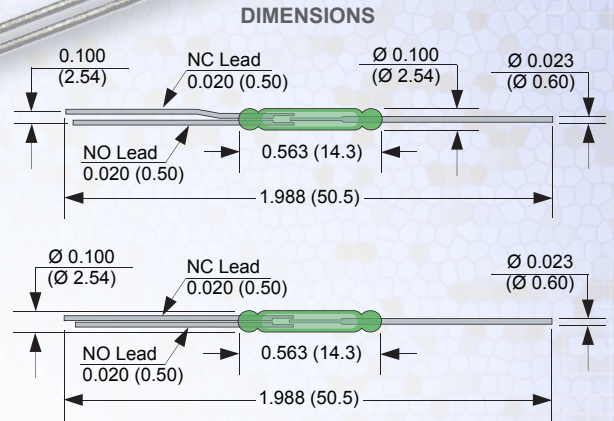 DIMENSIONS
0.100
(2.54)
NC Lead
0.020 (0.50)
Ø 0.100
(Ø 2.54)
Ø 0.023
(Ø 0.60)
NO Lead
0.020 (0.50)
0.563 (14.3)
1.988 (50.5)
Ø 0.100
(Ø 2.54)
NC Lead
0.020 (0.50)
Ø 0.023
(Ø 0.60)
NO Lead
0.020 (0.50)
0.563 (14.3)
1.988 (50.5)